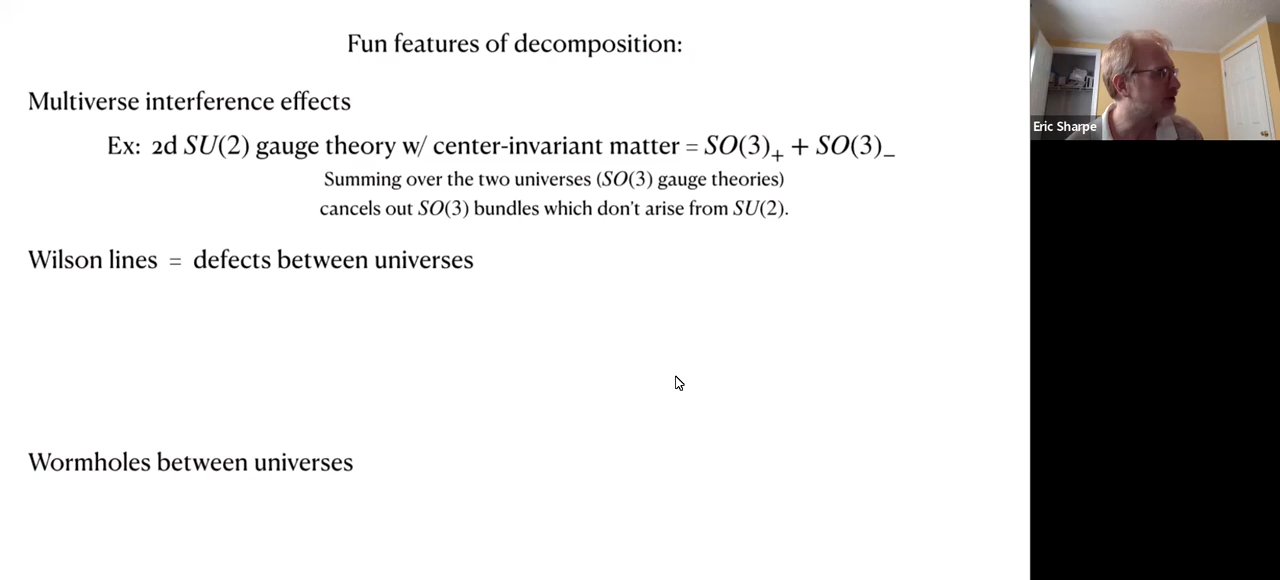 Fun features of decomposition:
Multiverse interference effects
Ex: 2d SU(2) gauge theory w/ center-invariant matter = SO(3)₊ + SO(3)₋
Summing over the two universes (SO(3) gauge theories)
cancels out SO(3) bundles which don't arise from SU(2).
Wilson lines = defects between universes
Wormholes between universes
Eric Sharpe